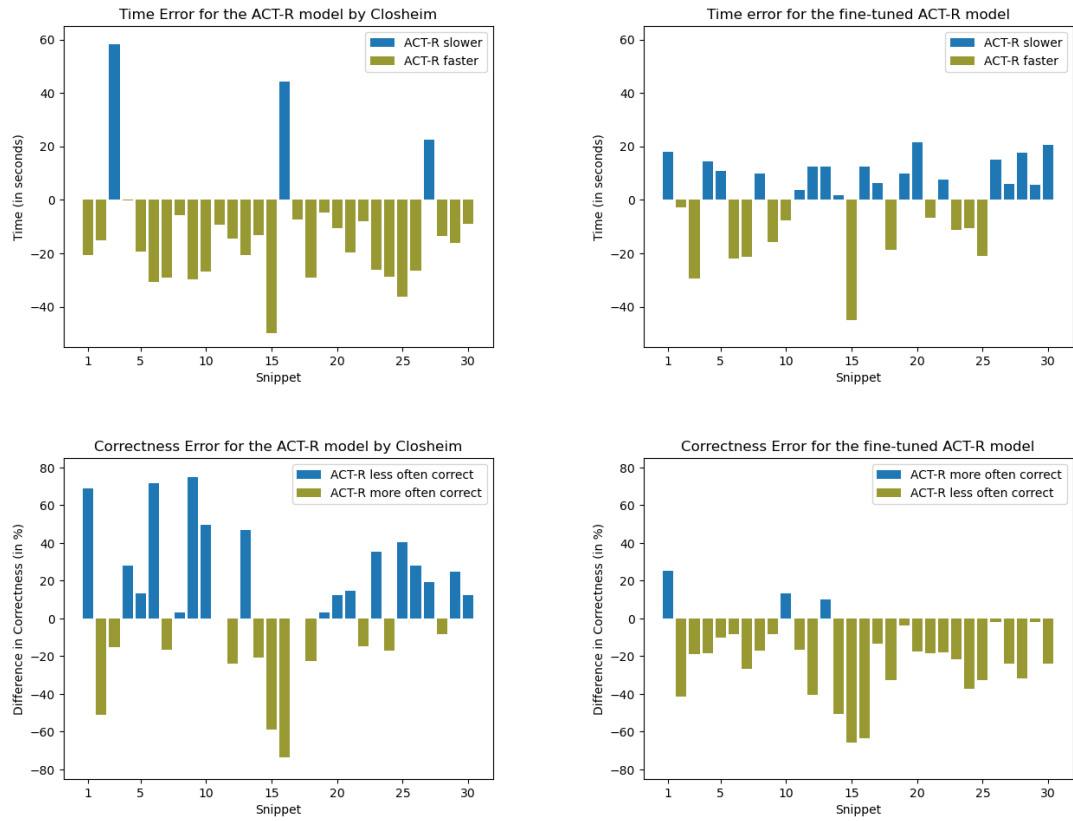 Time Error for the ACT-R model by Closheim
ACT-R slower
ACT-R faster
Time (in seconds)
60
40
20
0
−20
−40
1
5
10
15
20
25
30
Snippet
Time error for the fine-tuned ACT-R model
ACT-R slower
ACT-R faster
Time (in seconds)
60
40
20
0
−20
−40
1
5
10
15
20
25
30
Snippet
Correctness Error for the ACT-R model by Closheim
ACT-R less often correct
ACT-R more often correct
Difference in Correctness (in %)
80
60
40
20
0
−20
−40
−60
−80
1
5
10
15
20
25
30
Snippet
Correctness Error for the fine-tuned ACT-R model
ACT-R more often correct
ACT-R less often correct
Difference in Correctness (in %)
80
60
40
20
0
−20
−40
−60
−80
1
5
10
15
20
25
30
Snippet